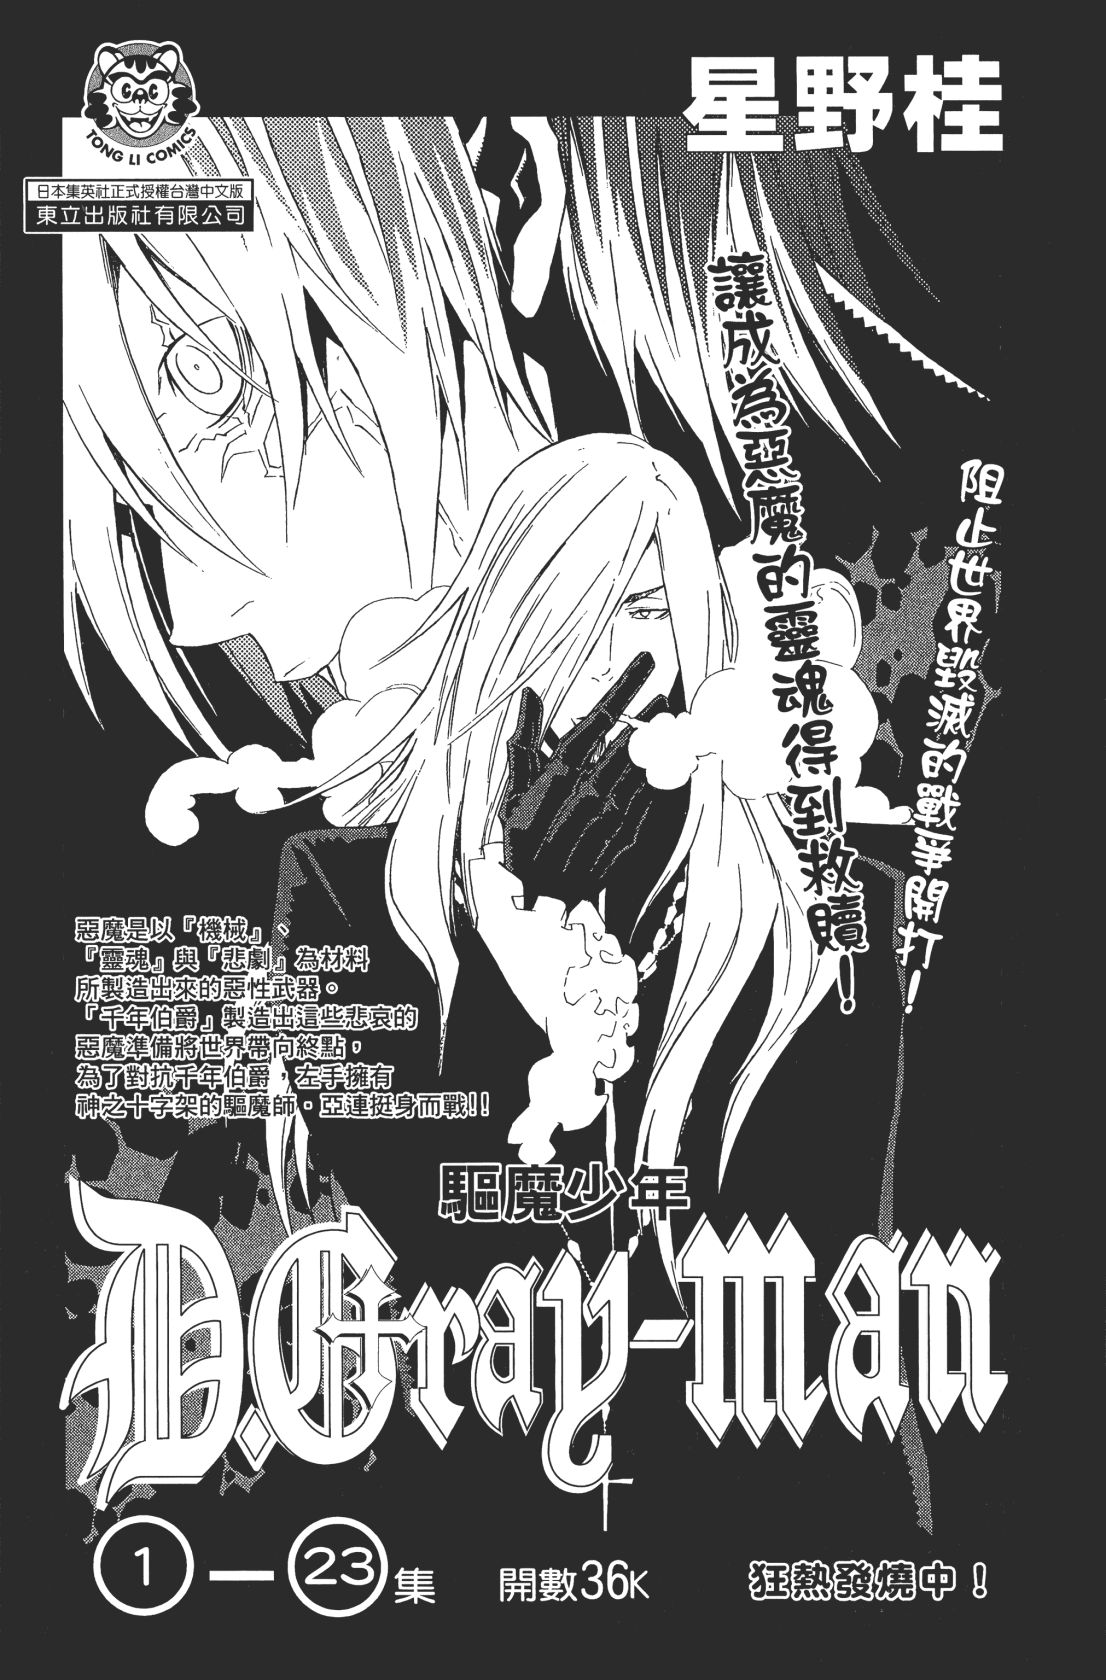 星野桂
TONG LI COMICS
日本集英社正式授權台灣中文版
東立出版社有限公司
阻止世界毀滅的戰爭開打！
讓成為惡魔的靈魂得到救贖！
惡魔是以『機械』、
『靈魂』與『悲劇』為材料
所製造出來的惡性武器。
「千年伯爵」製造出這些悲哀的
惡魔準備將世界帶向終點，
為了對抗千年伯爵，左手擁有
神之十字架的驅魔師・亞連挺身而戰!!
驅魔少年
D.Gray-man
1—23集 開數36K 狂熱發燒中！